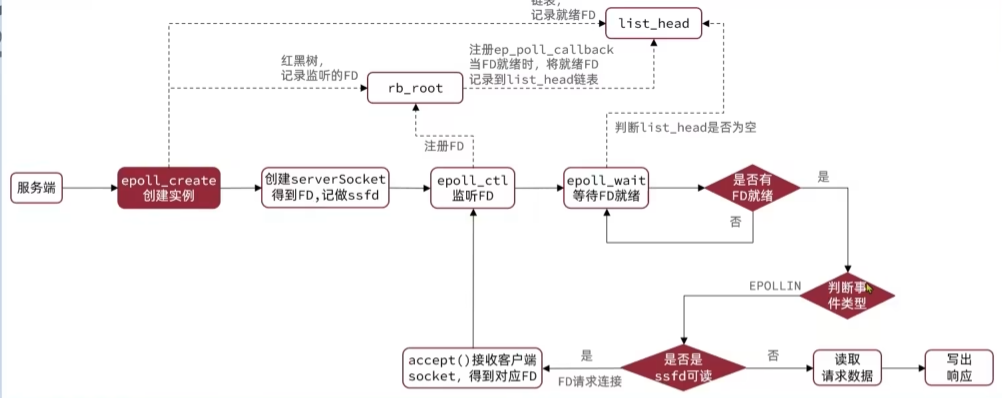 链表,
记录就绪FD
list_head
红黑树,
记录监听的FD
注册ep_poll_callback
当FD就绪时，将就绪FD
记录到list_head链表
rb_root
判断list_head是否为空
注册FD
服务端
epoll_create
创建实例
创建serverSocket
得到FD,记做ssfd
epoll_ctl
监听FD
epoll_wait
等待FD就绪
是否有
FD就绪
是
否
EPOLLIN
判断事
件类型
accept()接收客户端
socket, 得到对应FD
是
FD请求连接
是否是
ssfd可读
否
读取
请求数据
写出
响应